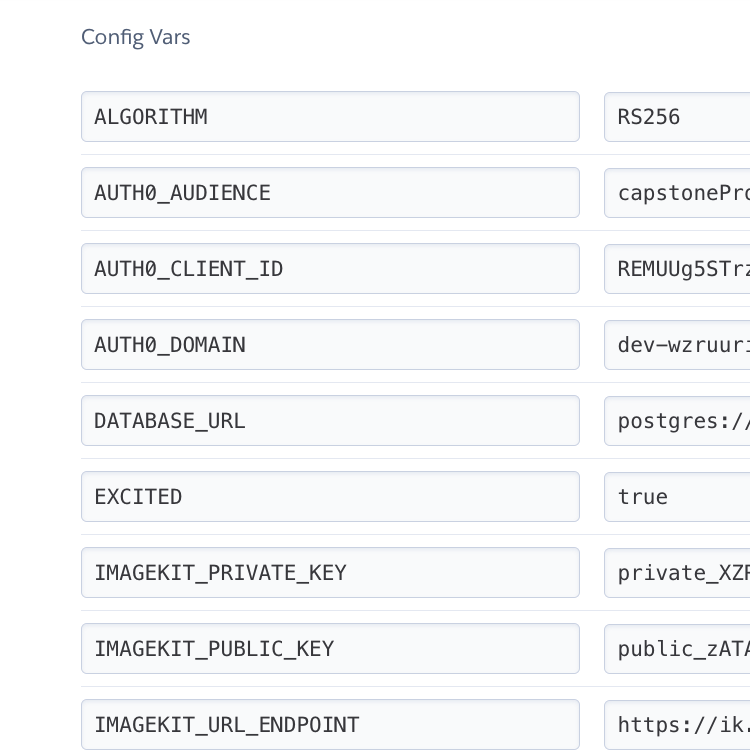 Config Vars
ALGORITHM RS256
AUTH0_AUDIENCE capstonePro
AUTH0_CLIENT_ID REMUUg5STrz
AUTH0_DOMAIN dev-wzruuri
DATABASE_URL postgres://
EXCITED true
IMAGEKIT_PRIVATE_KEY private_XZR
IMAGEKIT_PUBLIC_KEY public_zATA
IMAGEKIT_URL_ENDPOINT https://ik.